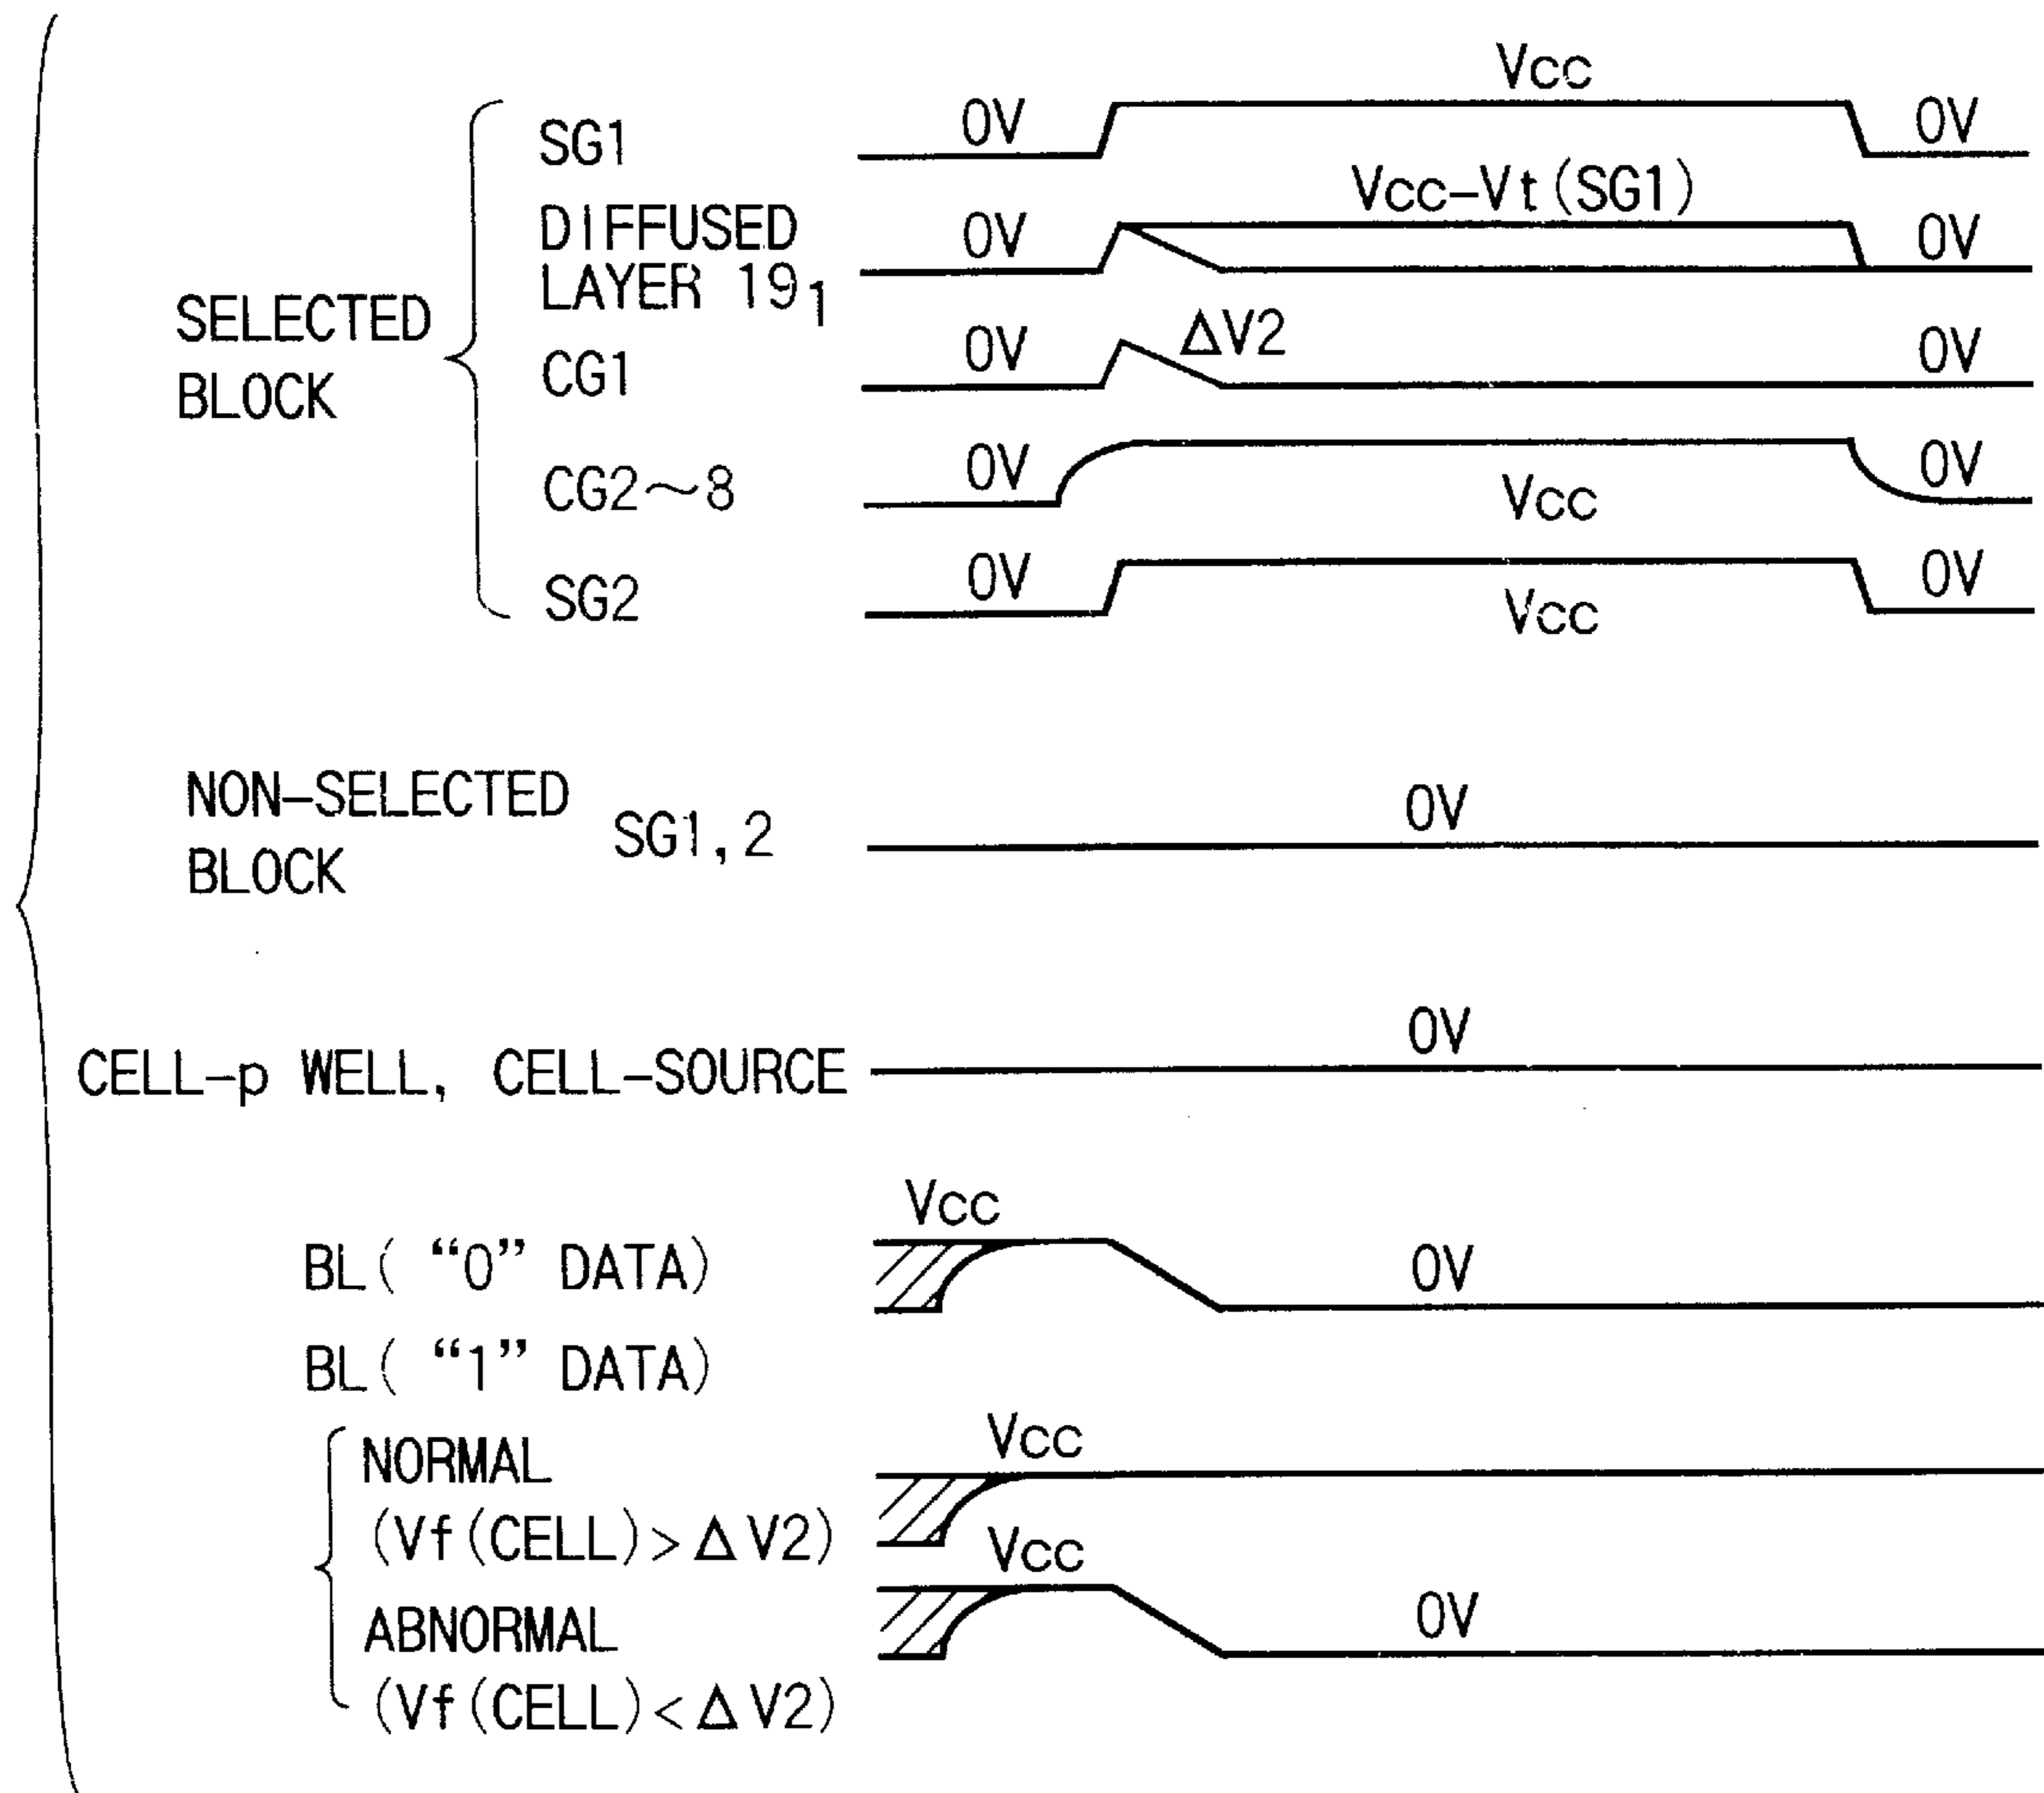 Vcc
SG1 0V 0V
DIFFUSED LAYER 19₁ 0V Vcc-Vt(SG1) 0V
SELECTED BLOCK
CG1 0V ΔV2 0V
CG2~8 0V Vcc 0V
SG2 0V Vcc 0V
NON-SELECTED BLOCK SG1,2 0V
CELL-p WELL, CELL-SOURCE 0V
Vcc
BL( "0" DATA) 0V
BL( "1" DATA)
NORMAL Vcc
(Vf(CELL)>ΔV2)
Vcc
ABNORMAL 0V
(Vf(CELL)<ΔV2)